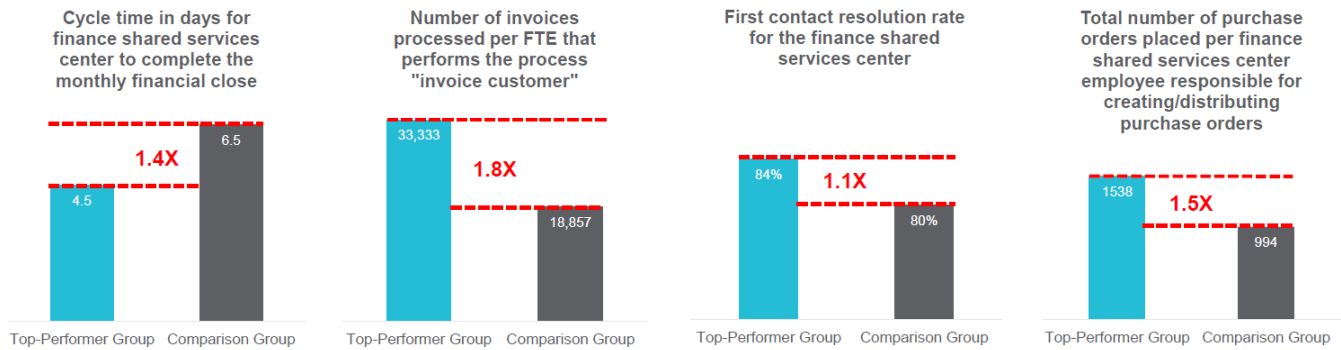 Cycle time in days for
finance shared services
center to complete the
monthly financial close
6.5
1.4X
4.5
Top-Performer Group Comparison Group
Number of invoices
processed per FTE that
performs the process
"invoice customer"
33,333
1.8X
18,857
Top-Performer Group Comparison Group
First contact resolution rate
for the finance shared
services center
84%
1.1X
80%
Top-Performer Group Comparison Group
Total number of purchase
orders placed per finance
shared services center
employee responsible for
creating/distributing
purchase orders
1538
1.5X
994
Top-Performer Group Comparison Group